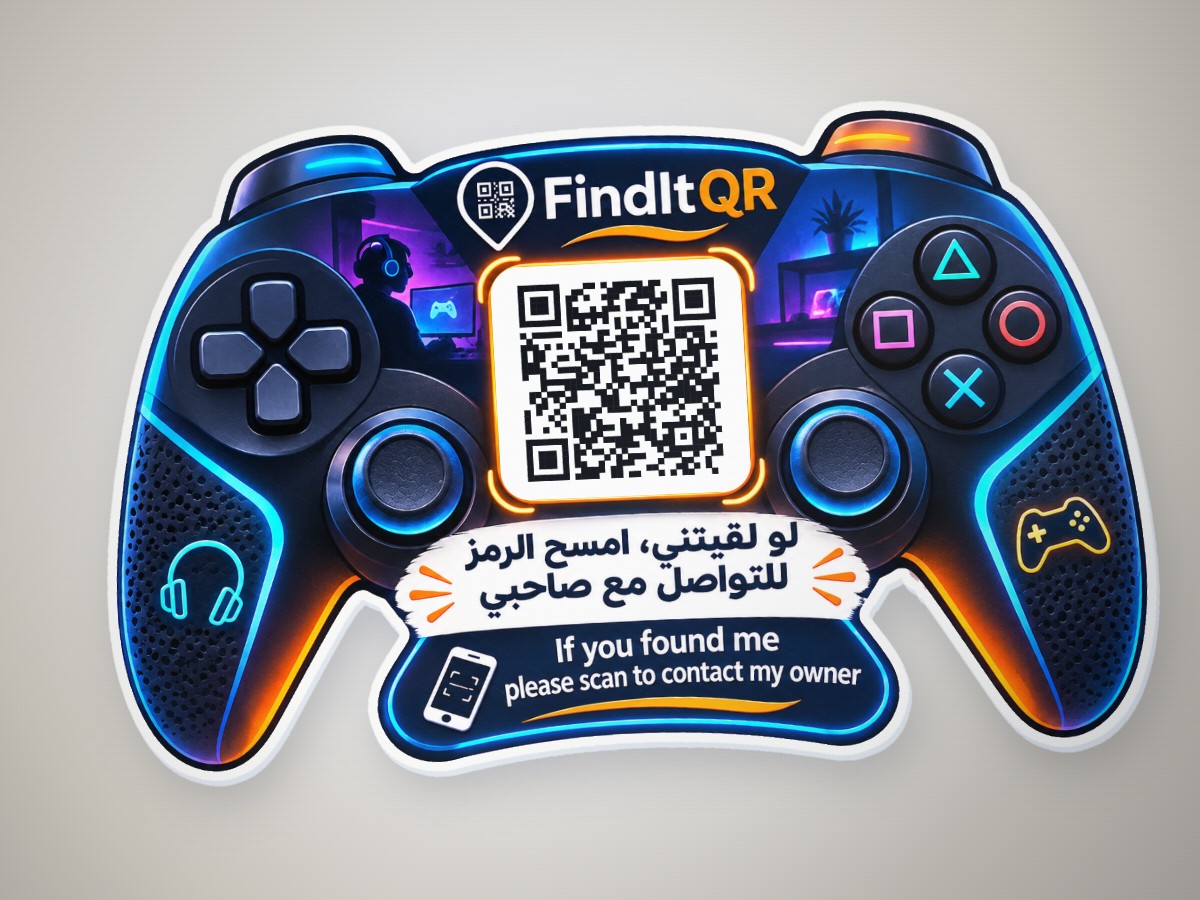 FindItQR
لو لقيتني، امسح الرمز
للتواصل مع صاحبي
If you found me
please scan to contact my owner